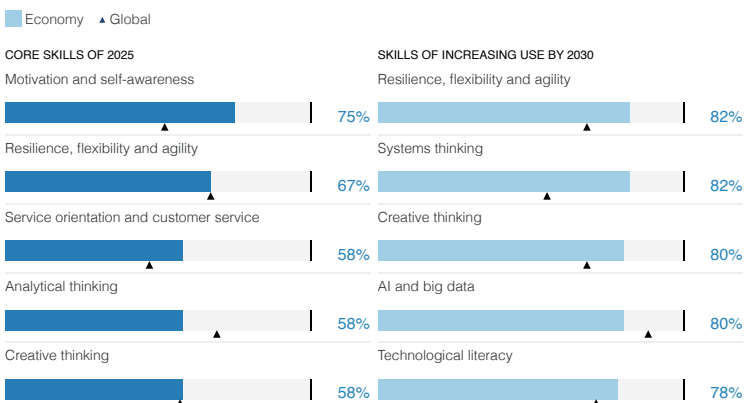 Economy Global
CORE SKILLS OF 2025
Motivation and self-awareness
75%
Resilience, flexibility and agility
67%
Service orientation and customer service
58%
Analytical thinking
58%
Creative thinking
58%
SKILLS OF INCREASING USE BY 2030
Resilience, flexibility and agility
82%
Systems thinking
82%
Creative thinking
80%
AI and big data
80%
Technological literacy
78%